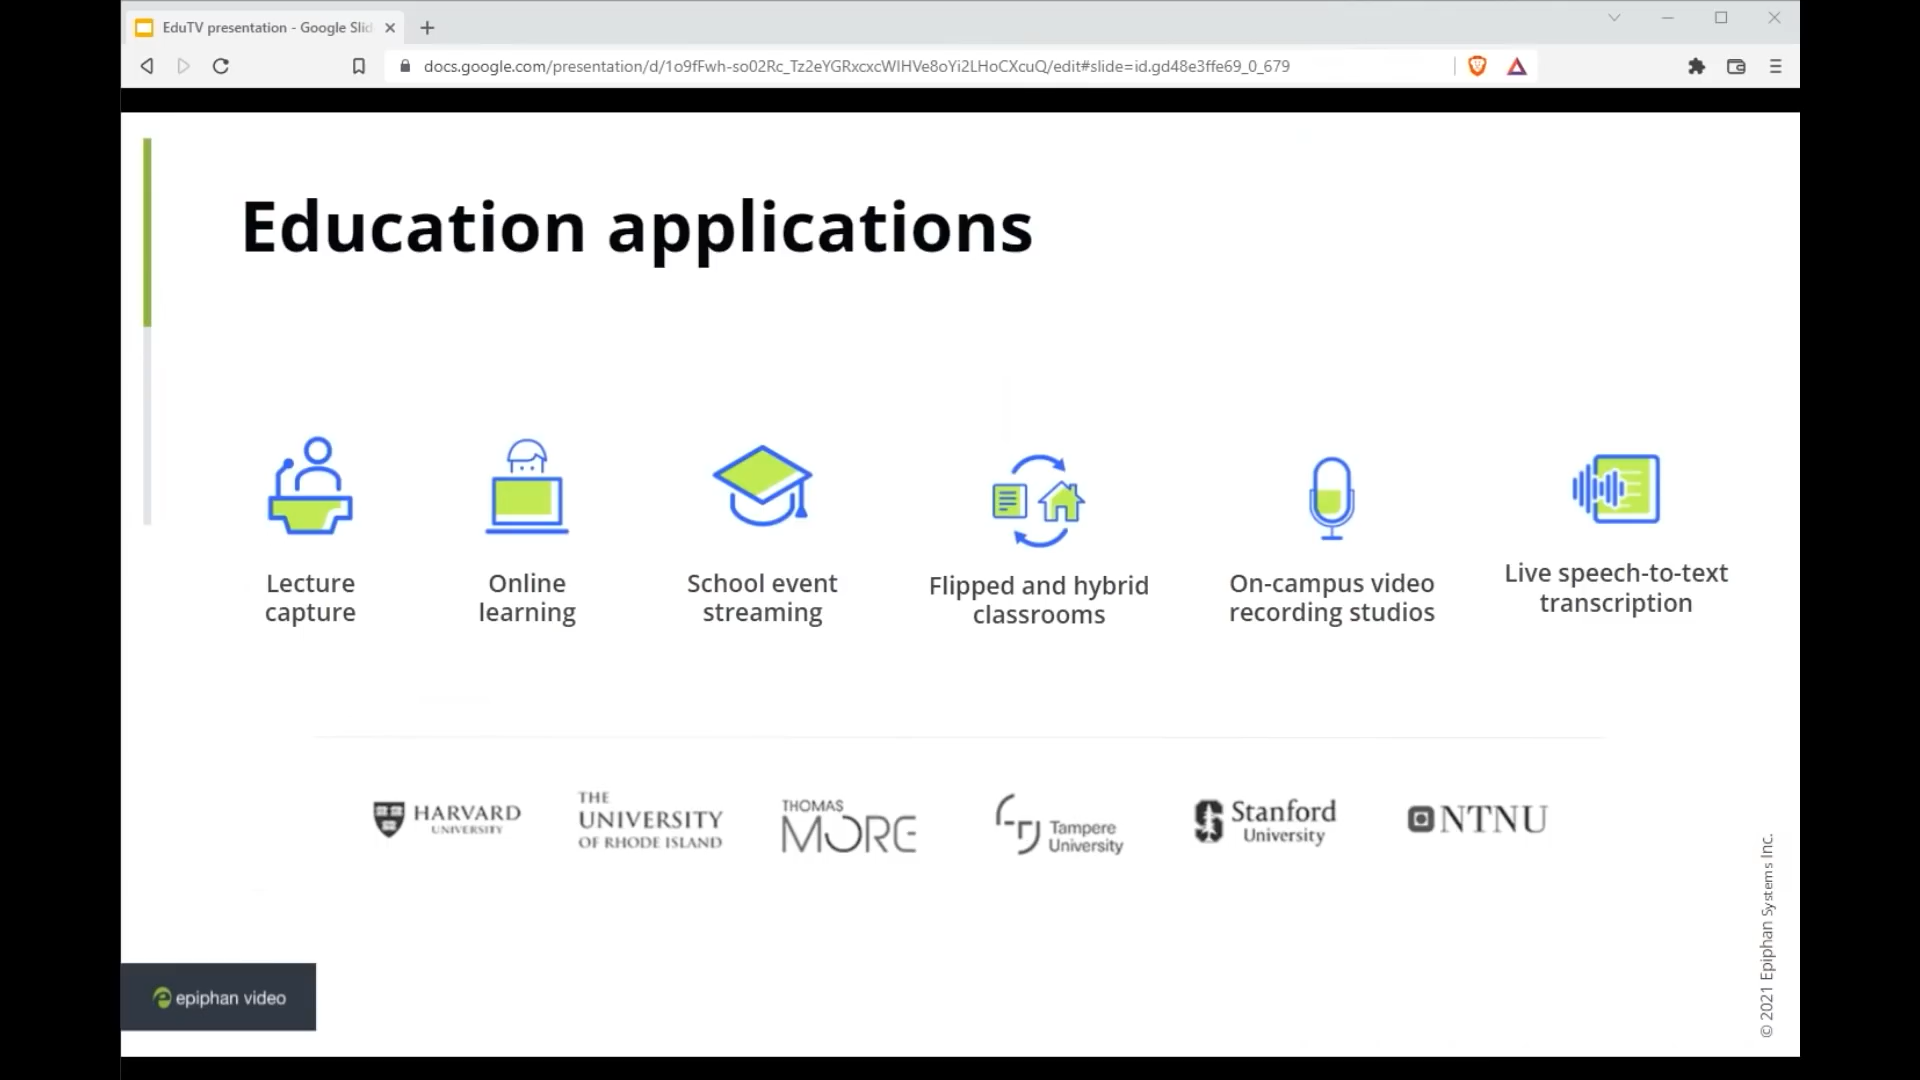 EduTV presentation - Google Slid
docs.google.com/presentation/d/1o9fFwh-so02Rc_Tz2eYGRxcxcWlHVe8oYi2LHoCXcuQ/edit#slide=id.gd48e3ffe69_0_679
Education applications
Lecture
capture
Online
learning
School event
streaming
Flipped and hybrid
classrooms
On-campus video
recording studios
Live speech-to-text
transcription
HARVARD
UNIVERSITY
THE
UNIVERSITY
OF RHODE ISLAND
THOMAS
MORE
Tampere
University
Stanford
University
NTNU
epiphan video
© 2021 Epiphan Systems Inc.